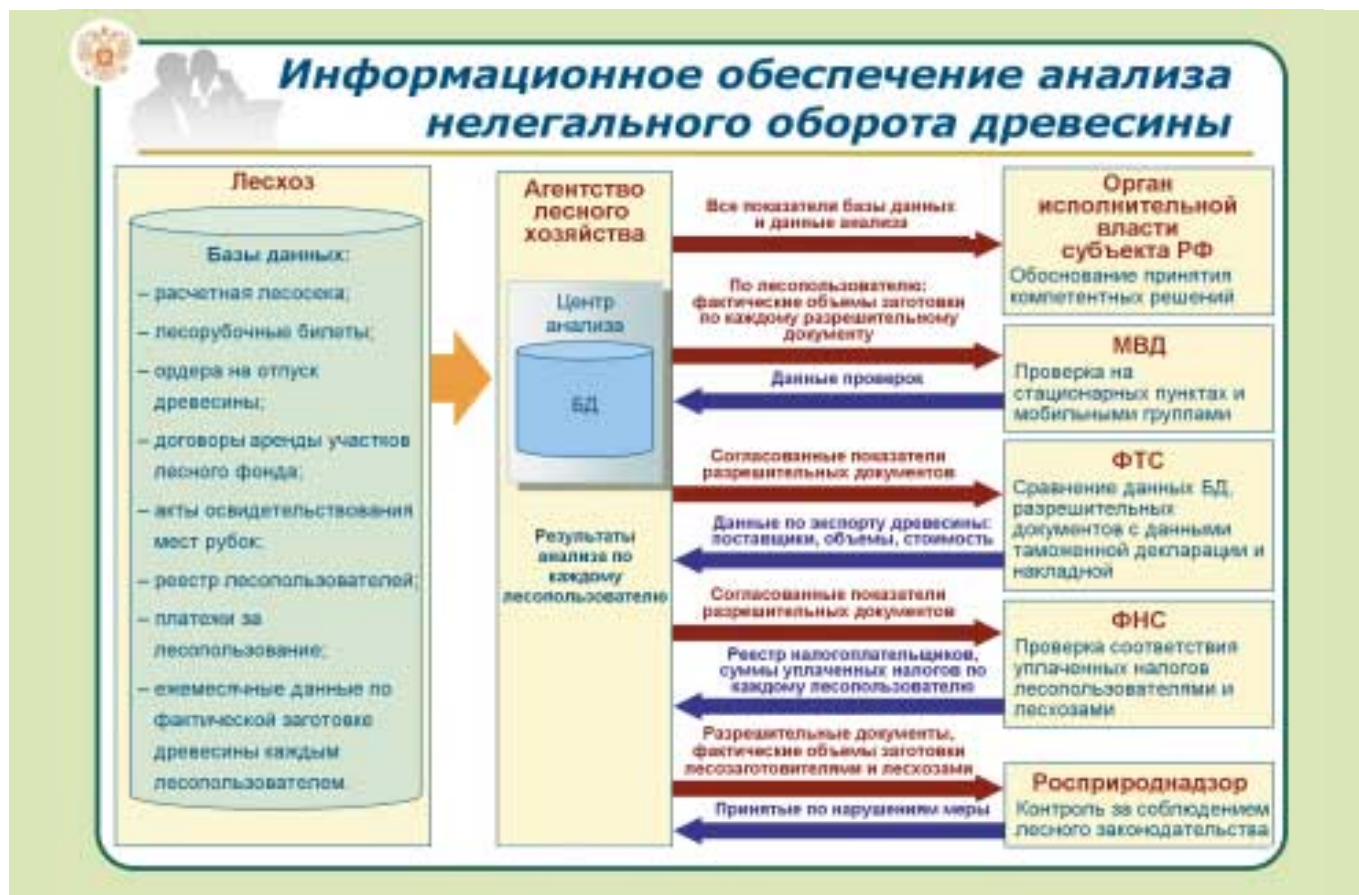 Информационное обеспечение анализа
нелегального оборота древесины
Лесхоз
Базы данных:
– расчетная лесосека;
– лесорубочные билеты;
– ордера на отпуск
древесины;
– договоры аренды участков
лесного фонда;
– акты освидетельствования
мест рубок;
– реестр лесопользователей;
– платежи за
лесопользование;
– ежемесячные данные по
фактической заготовке
древесины каждым
лесопользователем
Агентство
лесного
хозяйства
Центр
анализа
БД
Результаты
анализа по
каждому
лесопользователю
Все показатели базы данных
и данные анализа
По лесопользователю:
фактические объемы заготовки
по каждому разрешительному
документу
Данные проверок
Согласованные показатели
разрешительных документов
Данные по экспорту древесины:
поставщики, объемы, стоимость
Согласованные показатели
разрешительных документов
Реестр налогоплательщиков,
суммы уплаченных налогов по
каждому лесопользователю
Разрешительные документы,
фактические объемы заготовки
лесозаготовителями и лесхозами
Принятые по нарушениям меры
Орган
исполнительной
власти
субъекта РФ
Обоснование принятия
компетентных решений
МВД
Проверка на
стационарных пунктах и
мобильными группами
ФТС
Сравнение данных БД,
разрешительных
документов с данными
таможенной декларации и
накладной
ФНС
Проверка соответствия
уплаченных налогов
лесопользователями и
лесхозами
Росприроднадзор
Контроль за соблюдением
лесного законодательства